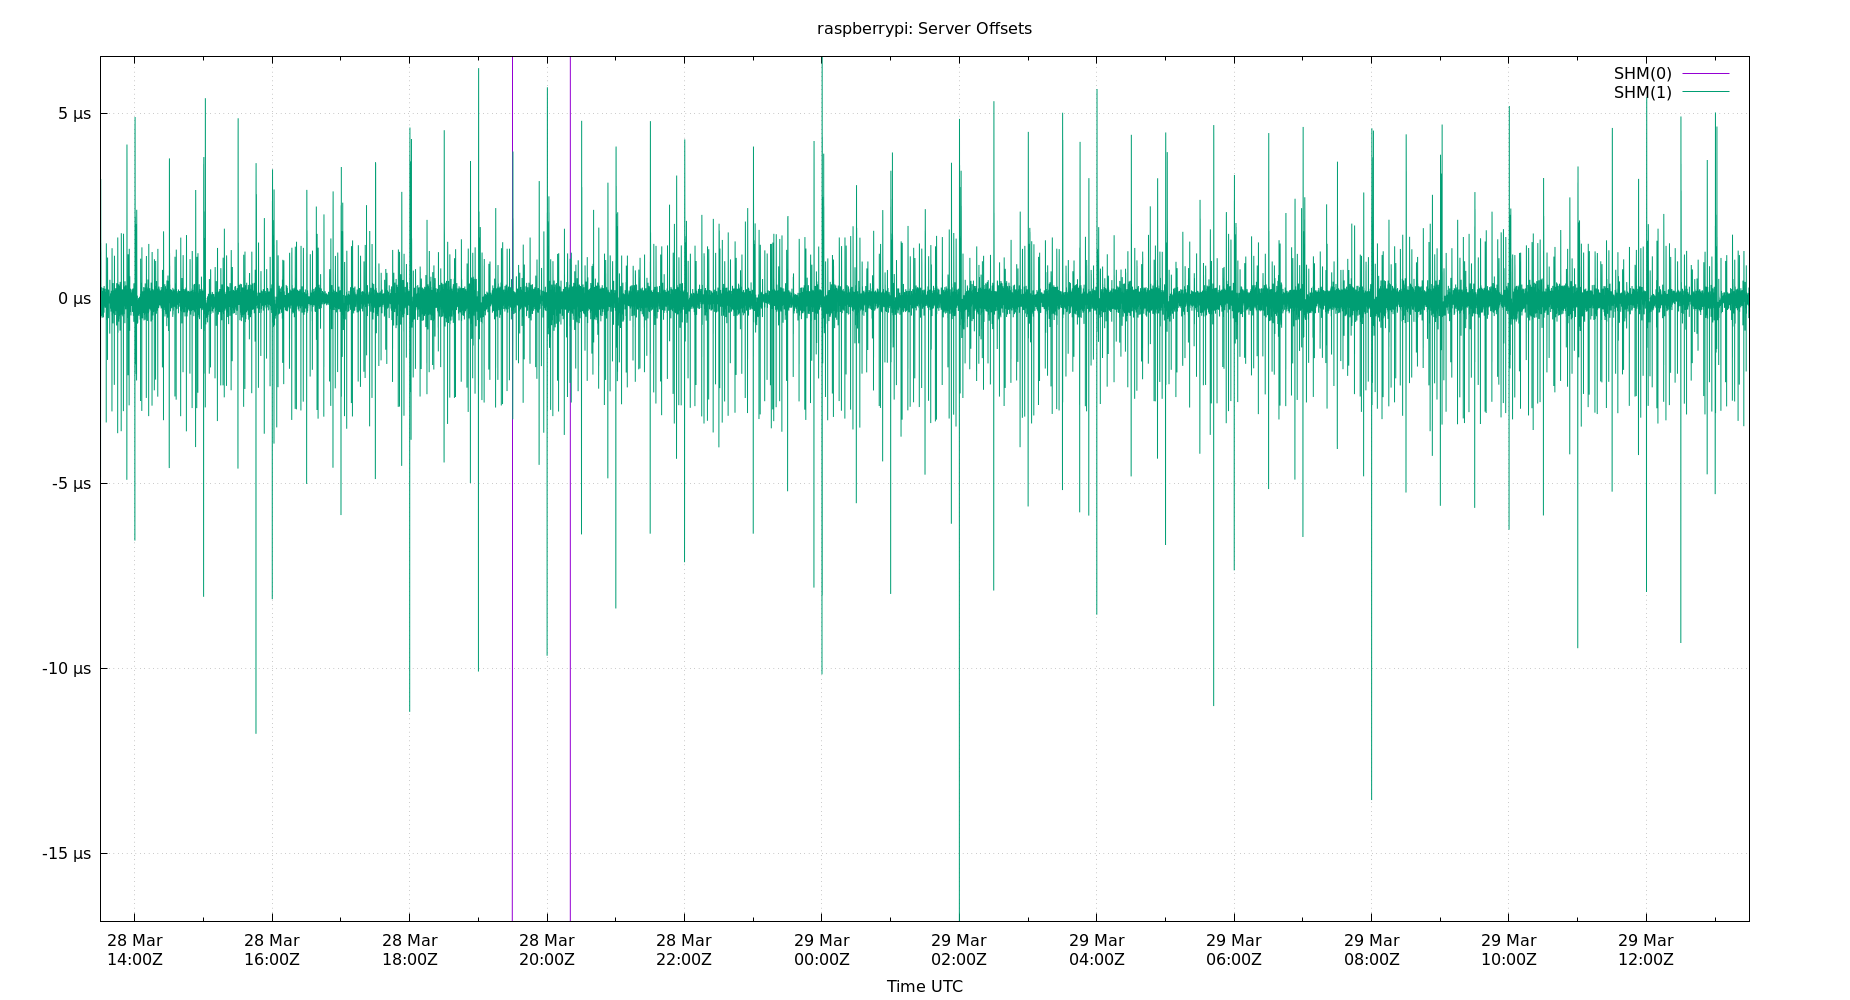 raspberrypi: Server Offsets
SHM(0)
SHM(1)
5 µs
0 µs
-5 µs
-10 µs
-15 µs
28 Mar 28 Mar 28 Mar 28 Mar 28 Mar 29 Mar 29 Mar 29 Mar 29 Mar 29 Mar 29 Mar 29 Mar
14:00Z 16:00Z 18:00Z 20:00Z 22:00Z 00:00Z 02:00Z 04:00Z 06:00Z 08:00Z 10:00Z 12:00Z
Time UTC